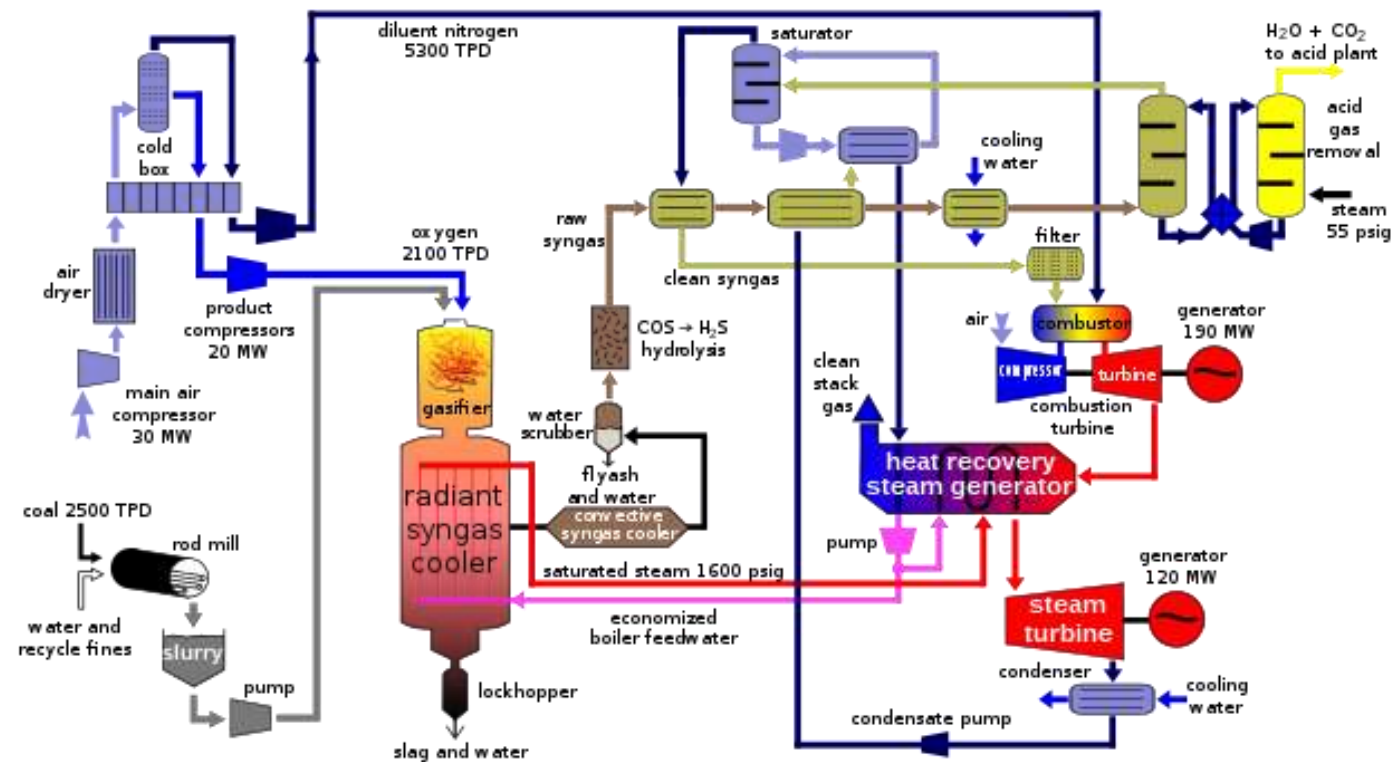 diluent nitrogen
5300 TPD
saturator
H₂O + CO₂
to acid plant
cold
box
cooling
water
acid
gas
removal
steam
55 psig
raw
syngas
oxygen
2100 TPD
filter
clean syngas
air
dryer
product
compressors
20 MW
COS → H₂S
hydrolysis
air
combustor
generator
190 MW
compressor
turbine
combustion
turbine
clean
stack
gas
main air
compressor
30 MW
gasifier
water
scrubber
flyash
and water
heat recovery
steam generator
radiant
syngas
cooler
convective
syngas cooler
coal 2500 TPD
rod mill
pump
generator
120 MW
saturated steam 1600 psig
economized
boiler feedwater
steam
turbine
water and
recycle fines
slurry
condenser
pump
lockhopper
cooling
water
condensate pump
slag and water